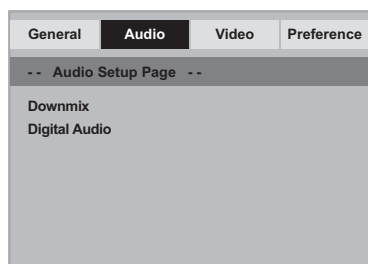 General Audio Video Preference
- - Audio Setup Page - -
Downmix
Digital Audio